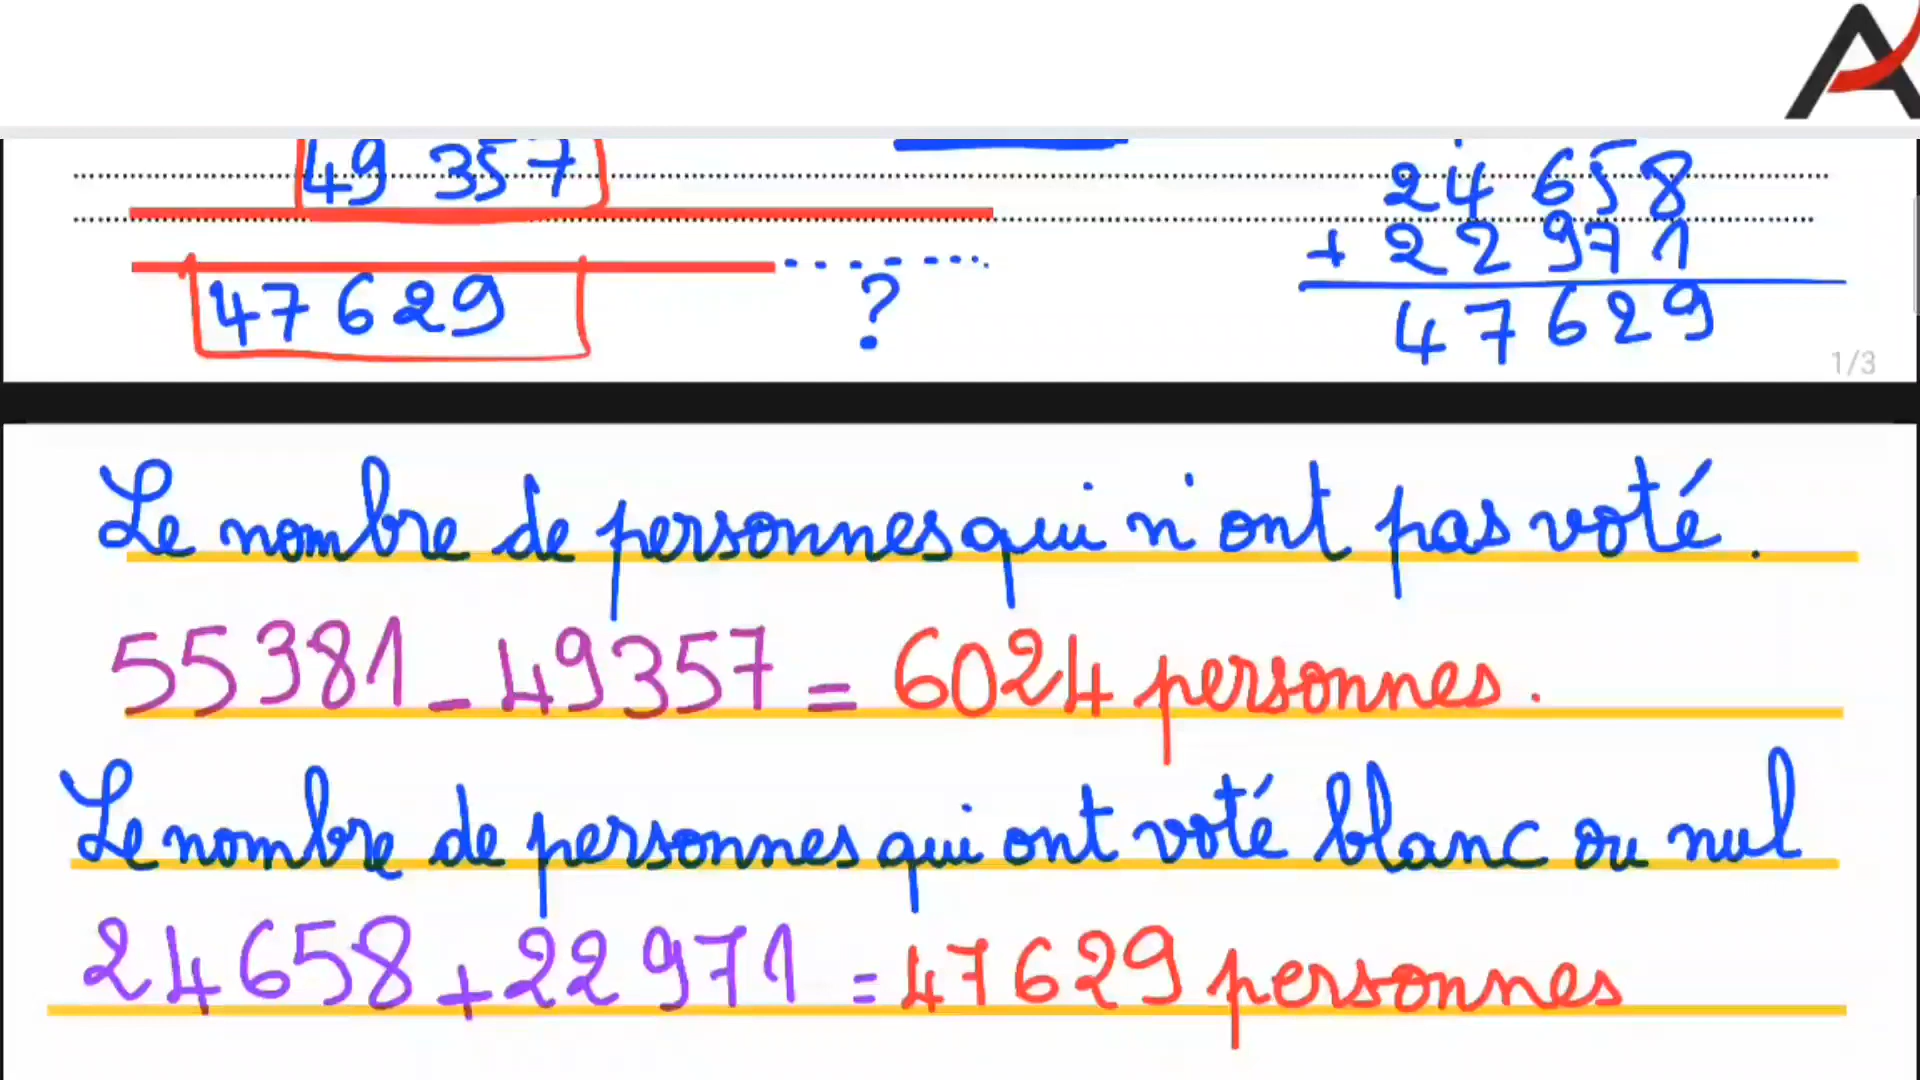 49 357
24 658
+ 22 971
47 629 ?
47 629
1/3
Le nombre de personnes qui n'ont pas voté.
55381 - 49357 = 6024 personnes.
Le nombre de personnes qui ont voté blanc ou nul
24658 + 22971 = 47629 personnes